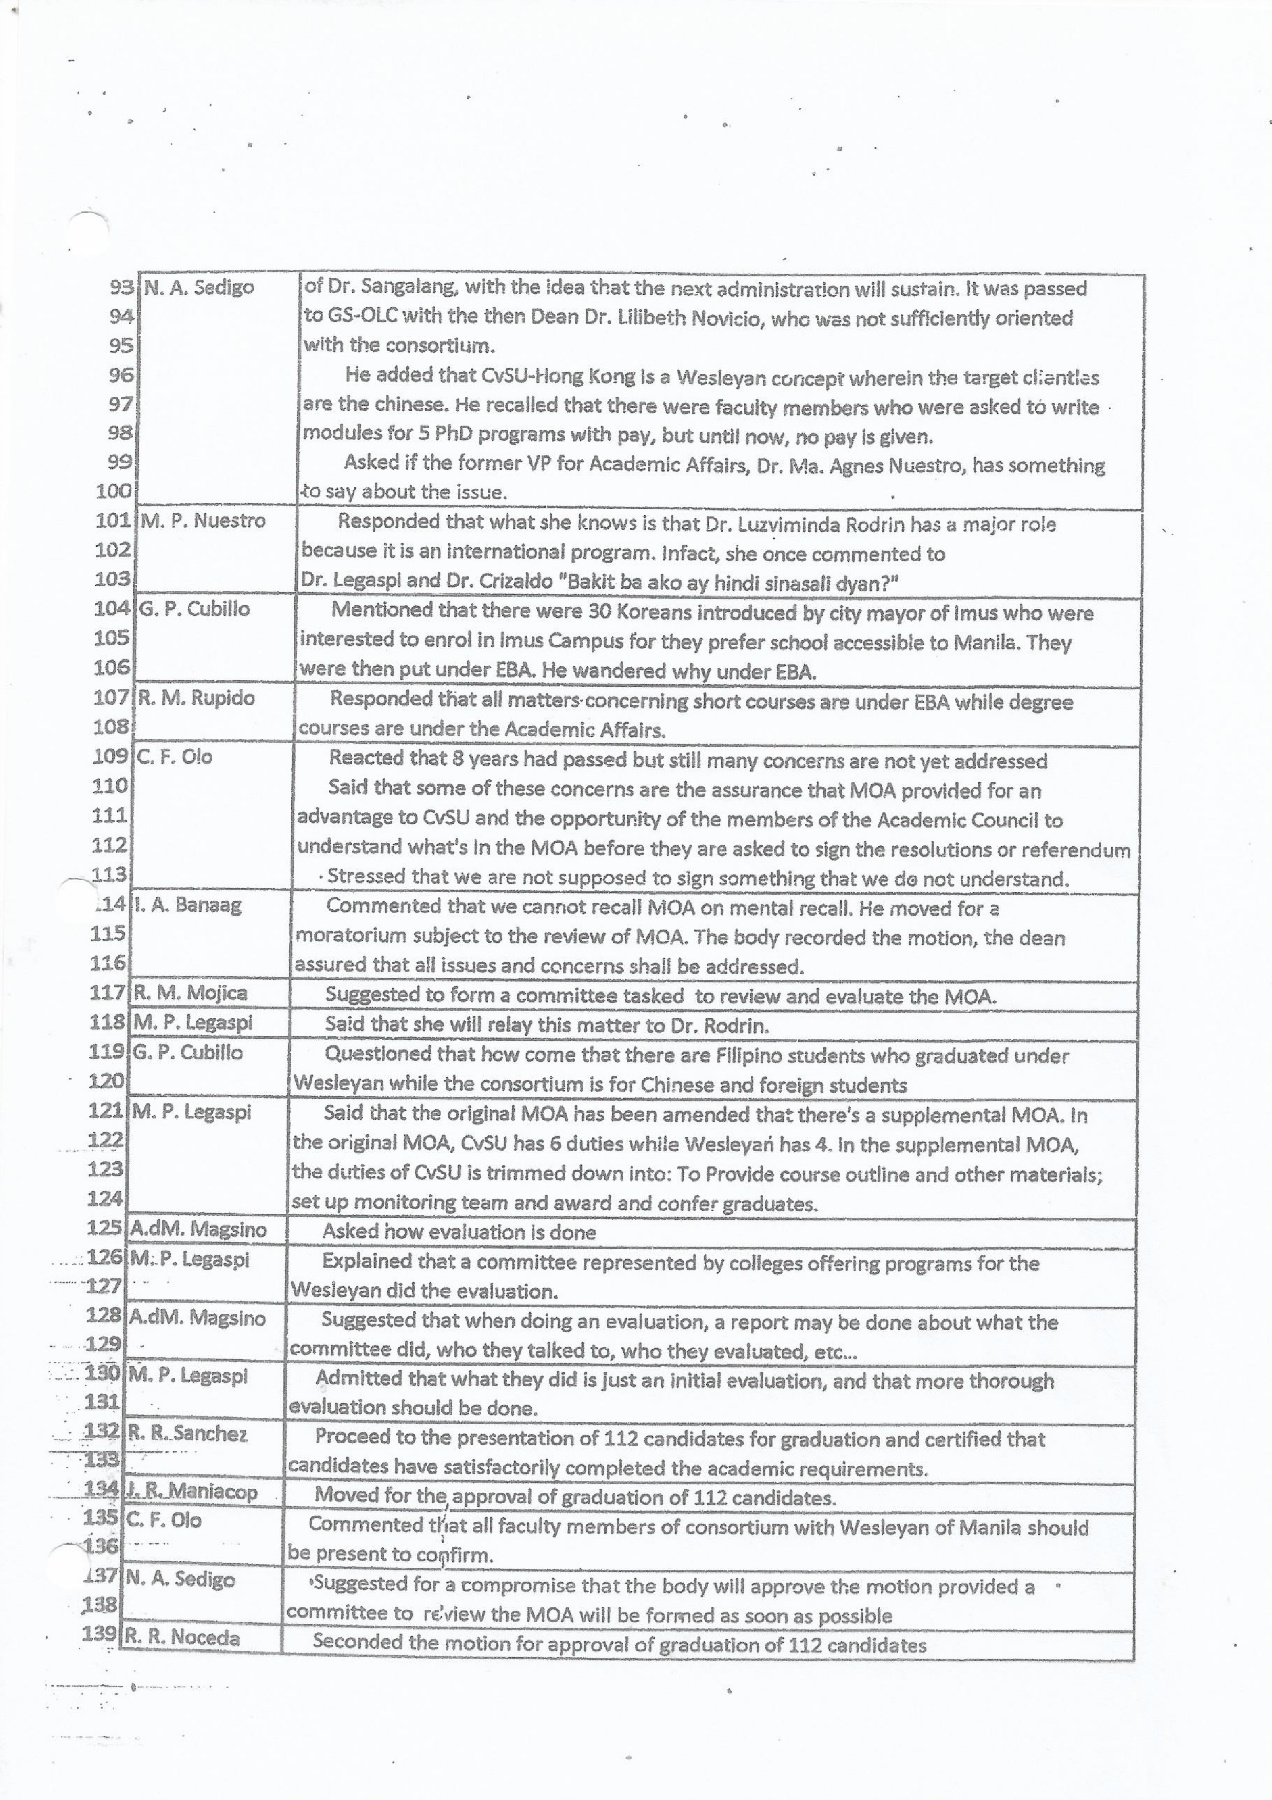 93 N. A. Sedigo of Dr. Sangalang, with the idea that the next administration will sustain. It was passed
94 to GS-OLC with the then Dean Dr. Lilibeth Novicio, who was not sufficiently oriented
95 with the consortium.
96 He added that CvSU-Hong Kong is a Wesleyan concept wherein the target clientles
97 are the chinese. He recalled that there were faculty members who were asked to write
98 modules for 5 PhD programs with pay, but until now, no pay is given.
99 Asked if the former VP for Academic Affairs, Dr. Ma. Agnes Nuestro, has something
100 to say about the issue.
101 M. P. Nuestro Responded that what she knows is that Dr. Luzviminda Rodrin has a major role
102 because it is an international program. Infact, she once commented to
103 Dr. Legaspi and Dr. Crizaldo "Bakit ba ako ay hindi sinasali dyan?"
104 G. P. Cubillo Mentioned that there were 30 Koreans introduced by city mayor of Imus who were
105 interested to enrol in Imus Campus for they prefer school accessible to Manila. They
106 were then put under EBA. He wandered why under EBA.
107 R. M. Rupido Responded that all matters concerning short courses are under EBA while degree
108 courses are under the Academic Affairs.
109 C. F. Olo Reacted that 8 years had passed but still many concerns are not yet addressed
110 Said that some of these concerns are the assurance that MOA provided for an
111 advantage to CvSU and the opportunity of the members of the Academic Council to
112 understand what's in the MOA before they are asked to sign the resolutions or referendum
113 Stressed that we are not supposed to sign something that we do not understand.
14 I. A. Banaag Commented that we cannot recall MOA on mental recall. He moved for a
115 moratorium subject to the review of MOA. The body recorded the motion, the dean
116 assured that all issues and concerns shall be addressed.
117 R. M. Mojica Suggested to form a committee tasked to review and evaluate the MOA.
118 M. P. Legaspi Said that she will relay this matter to Dr. Rodrin.
119 G. P. Cubillo Questioned that how come that there are Filipino students who graduated under
120 Wesleyan while the consortium is for Chinese and foreign students
121 M. P. Legaspi Said that the original MOA has been amended that there's a supplemental MOA. In
122 the original MOA, CvSU has 6 duties while Wesleyan has 4. In the supplemental MOA,
123 the duties of CvSU is trimmed down into: To Provide course outline and other materials;
124 set up monitoring team and award and confer graduates.
125 A.dM. Magsino Asked how evaluation is done
126 M. P. Legaspi Explained that a committee represented by colleges offering programs for the
127 Wesleyan did the evaluation.
128 A.dM. Magsino Suggested that when doing an evaluation, a report may be done about what the
129 committee did, who they talked to, who they evaluated, etc...
130 M. P. Legaspi Admitted that what they did is just an initial evaluation, and that more thorough
131 evaluation should be done.
132 R. R. Sanchez Proceed to the presentation of 112 candidates for graduation and certified that
133 candidates have satisfactorily completed the academic requirements.
134 J. R. Maniacop Moved for the approval of graduation of 112 candidates.
135 C. F. Olo Commented that all faculty members of consortium with Wesleyan of Manila should
136 be present to confirm.
137 N. A. Sedigo Suggested for a compromise that the body will approve the motion provided a
138 committee to review the MOA will be formed as soon as possible
139 R. R. Noceda Seconded the motion for approval of graduation of 112 candidates